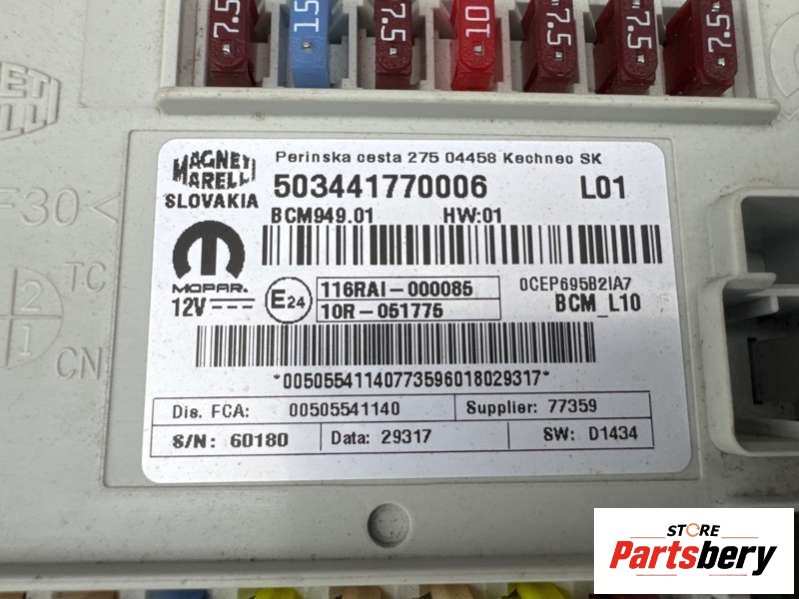 7.5 15 7.5 10 7.5 7.5 7.5
MAGNETI MARELLI
SLOVAKIA
Perinska cesta 275 04458 Kechnec SK
503441770006 L01
BCM949.01 HW:01
MOPAR.
12V
E24
116RAI-000085
10R-051775
0CEP695B2IA7
BCM_L10
*00505541140773596018029317*
Dis. FCA: 00505541140 Supplier: 77359
S/N: 60180 Data: 29317 SW: D1434
F30<
TC
2
1
CN
STORE
Partsbery